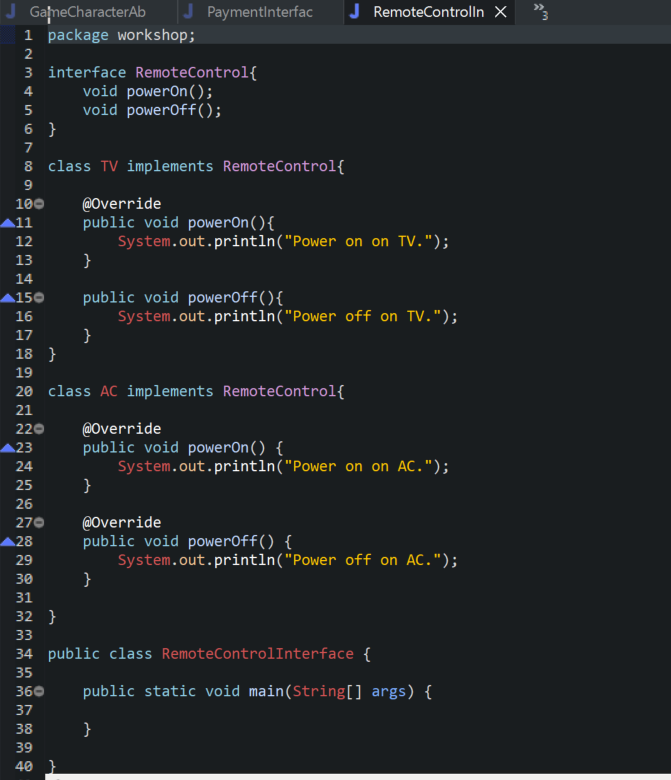 GameCharacterAb PaymentInterfac RemoteControlIn ✕ »3
1 package workshop;
2
3 interface RemoteControl{
4     void powerOn();
5     void powerOff();
6 }
7
8 class TV implements RemoteControl{
9
10     @Override
11     public void powerOn(){
12         System.out.println("Power on on TV.");
13     }
14
15     public void powerOff(){
16         System.out.println("Power off on TV.");
17     }
18 }
19
20 class AC implements RemoteControl{
21
22     @Override
23     public void powerOn() {
24         System.out.println("Power on on AC.");
25     }
26
27     @Override
28     public void powerOff() {
29         System.out.println("Power off on AC.");
30     }
31
32 }
33
34 public class RemoteControlInterface {
35
36     public static void main(String[] args) {
37
38     }
39
40 }